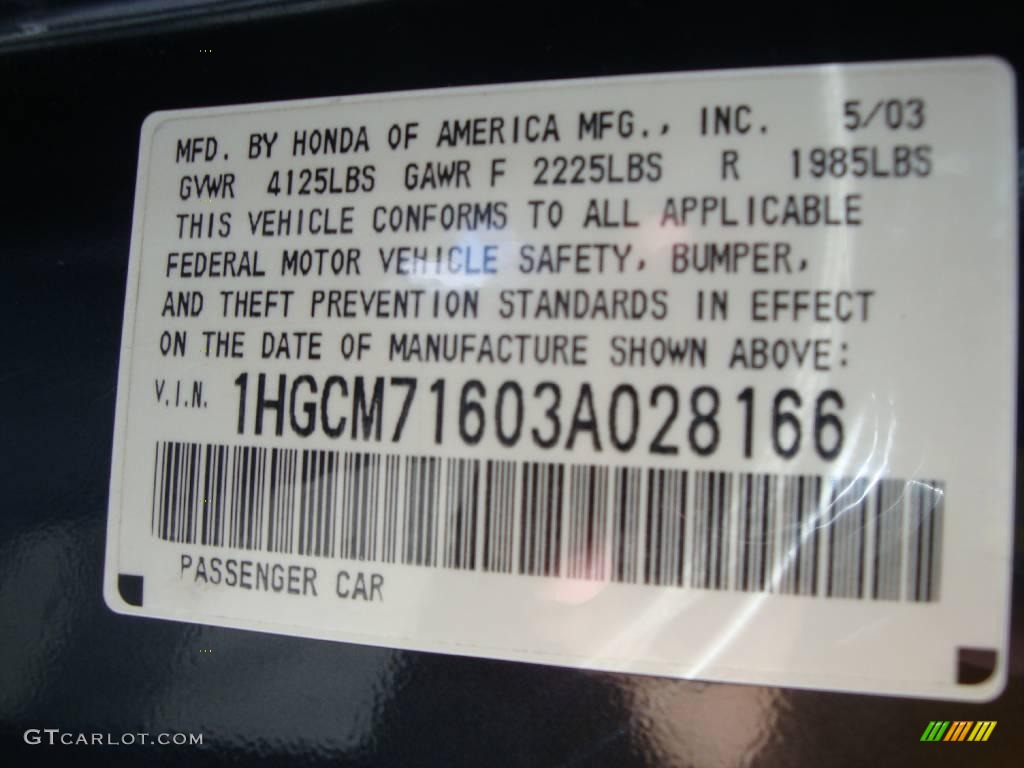 MFD. BY HONDA OF AMERICA MFG., INC. 5/03
GVWR 4125LBS GAWR F 2225LBS R 1985LBS
THIS VEHICLE CONFORMS TO ALL APPLICABLE
FEDERAL MOTOR VEHICLE SAFETY, BUMPER,
AND THEFT PREVENTION STANDARDS IN EFFECT
ON THE DATE OF MANUFACTURE SHOWN ABOVE:
V.I.N. 1HGCM71603A028166
PASSENGER CAR
GTCARLOT.COM